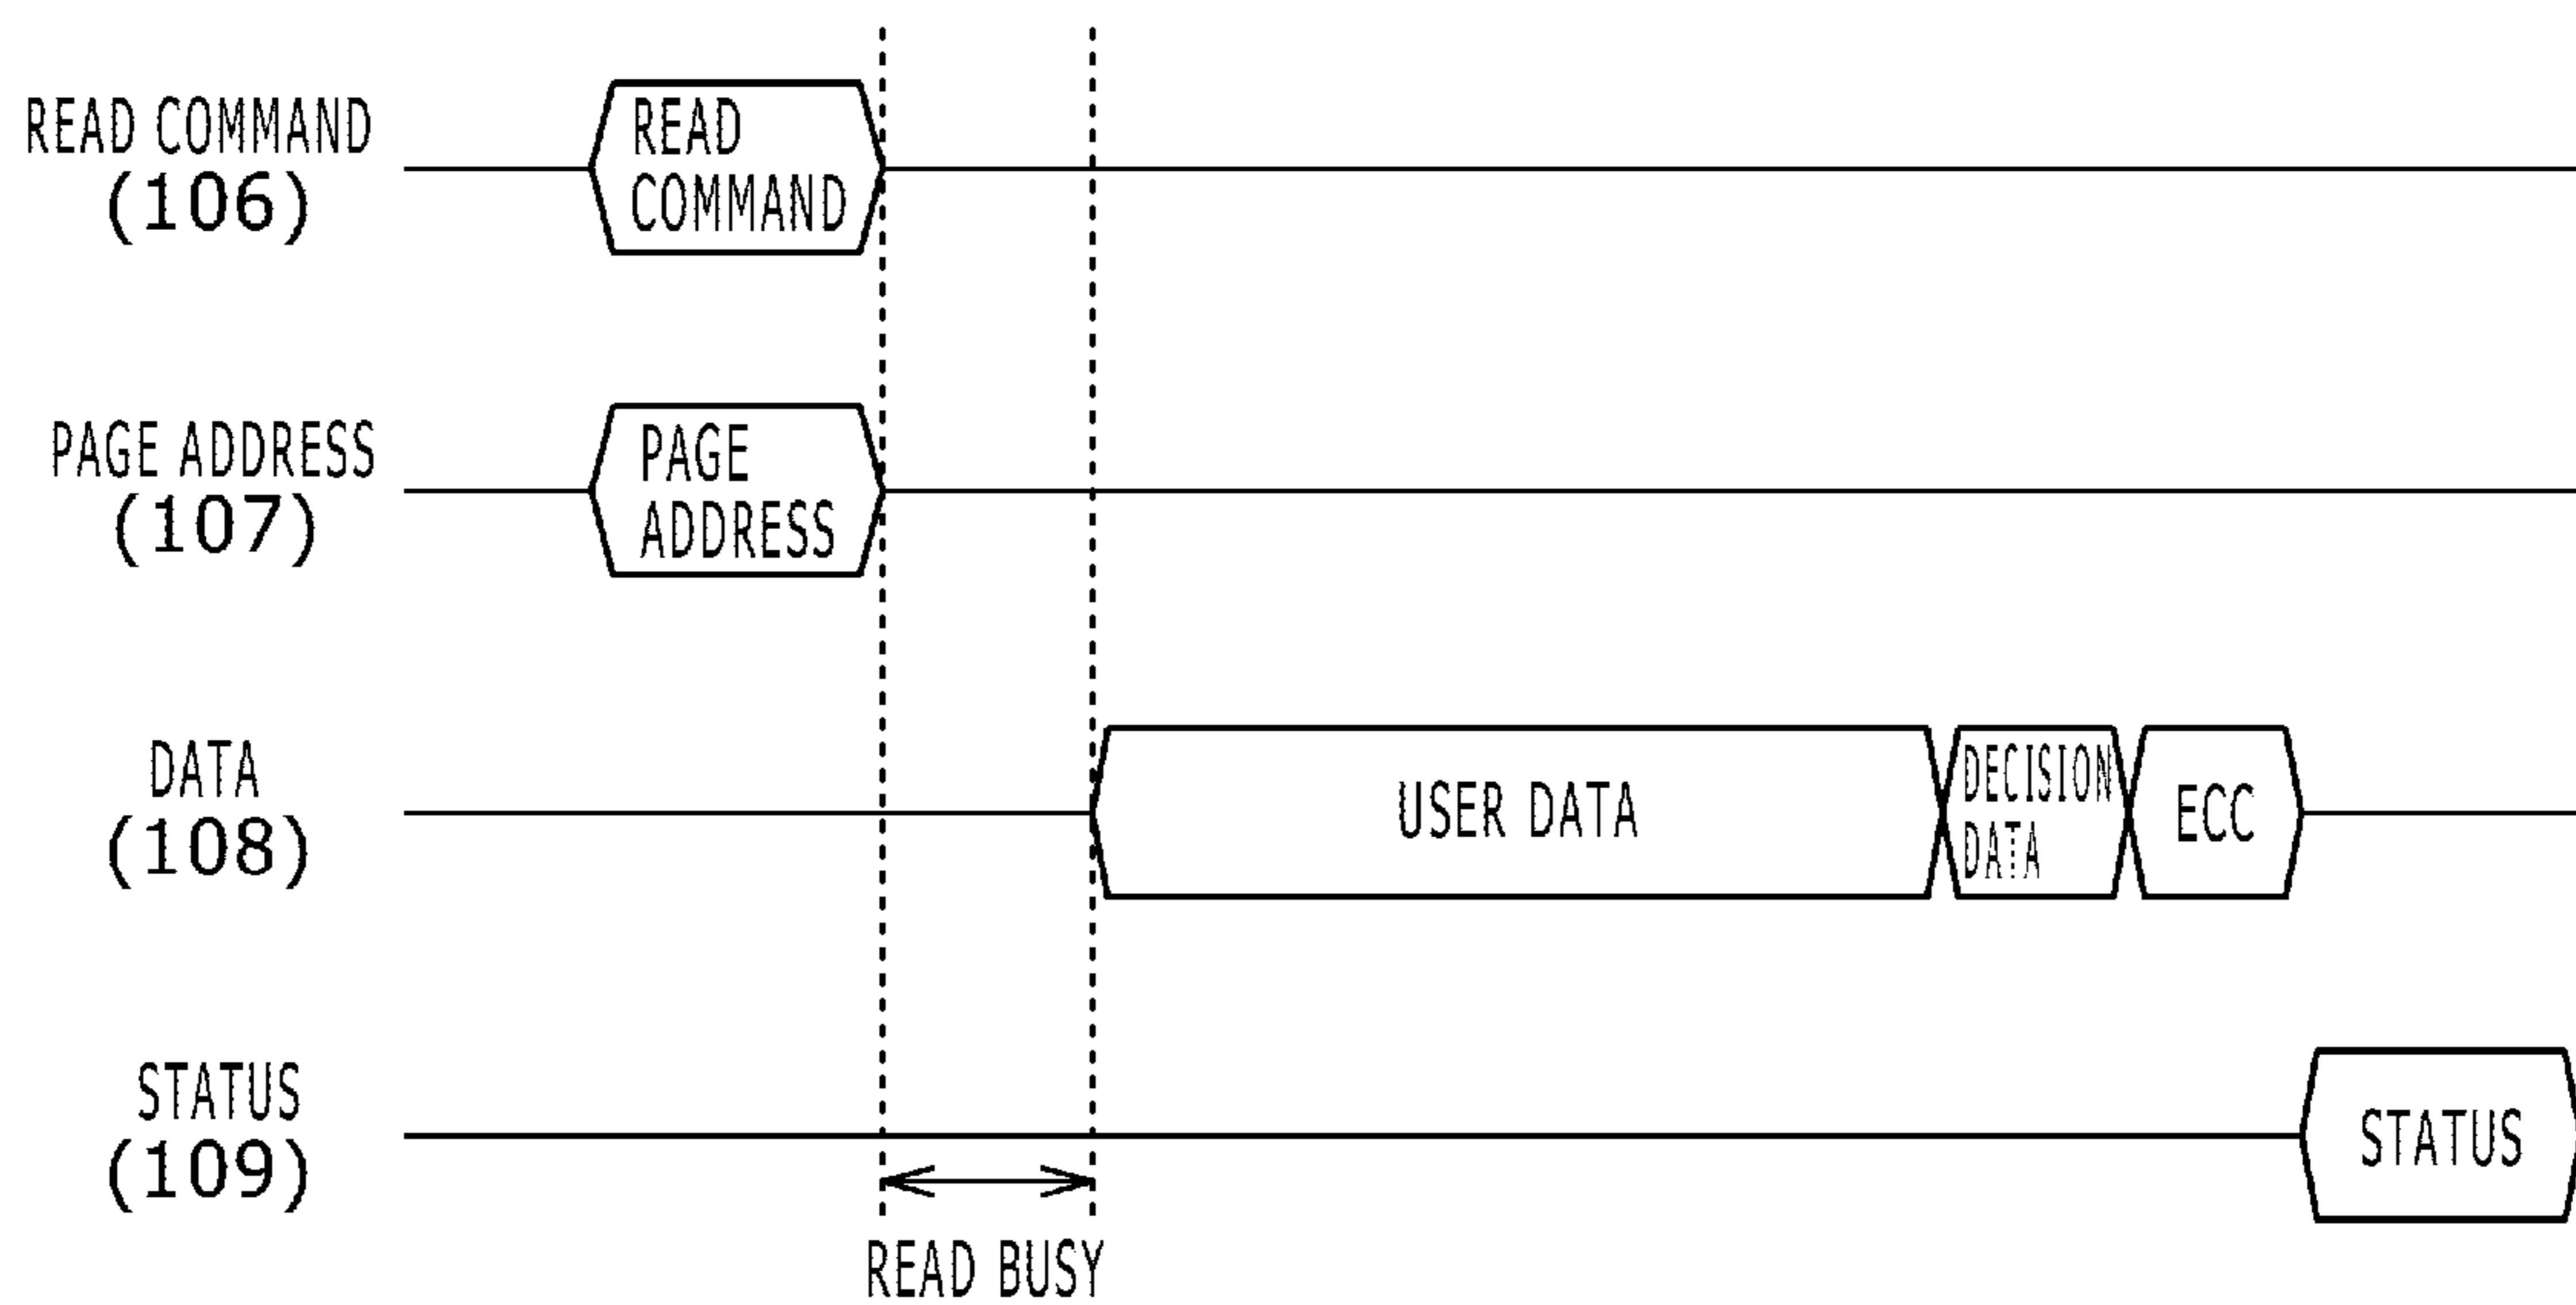 READ COMMAND
(106)
READ
COMMAND
PAGE ADDRESS
(107)
PAGE
ADDRESS
DATA
(108)
USER DATA
DECISION
DATA
ECC
STATUS
(109)
STATUS
READ BUSY